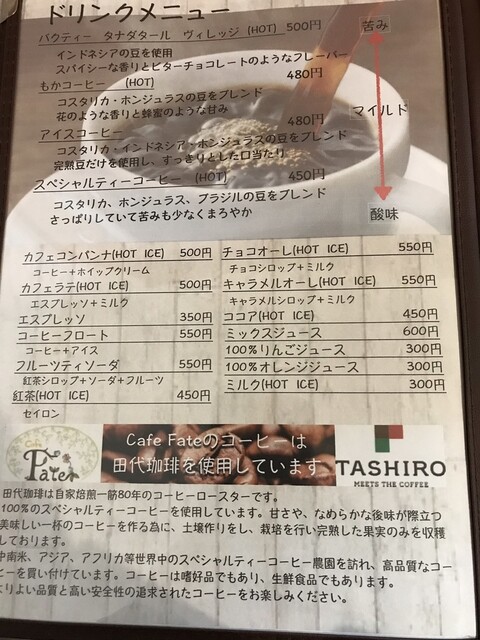 ドリンクメニュー
バクティー タナダタール ヴィレッジ (HOT) 500円
苦み
インドネシアの豆を使用
スパイシーな香りとビターチョコレートのようなフレーバー
もかコーヒー (HOT) 480円
コスタリカ・ホンジュラスの豆をブレンド
花のような香りと蜂蜜のような甘み
マイルド
アイスコーヒー 480円
コスタリカ・インドネシア・ホンジュラスの豆をブレンド
完熟豆だけを使用し、すっきりとした口当たり
スペシャルティーコーヒー (HOT) 450円
コスタリカ、ホンジュラス、ブラジルの豆をブレンド
さっぱりしていて苦みも少なくまろやか
酸味
カフェコンパンナ(HOT ICE) 500円
コーヒー+ホイップクリーム
カフェラテ(HOT ICE) 500円
エスプレッソ+ミルク
エスプレッソ 350円
コーヒーフロート 550円
コーヒー+アイス
フルーツティソーダ 550円
紅茶シロップ+ソーダ+フルーツ
紅茶(HOT ICE) 450円
セイロン
チョコオーレ(HOT ICE) 550円
チョコシロップ+ミルク
キャラメルオーレ(HOT ICE) 550円
キャラメルシロップ+ミルク
ココア(HOT ICE) 450円
ミックスジュース 600円
100%りんごジュース 300円
100%オレンジジュース 300円
ミルク(HOT ICE) 300円
Cafe
Fate
Cafe Fateのコーヒーは
田代珈琲を使用しています
TASHIRO
MEETS THE COFFEE
田代珈琲は自家焙煎一筋80年のコーヒーロースターです。
100%のスペシャルティーコーヒーを使用しています。甘さや、なめらかな後味が際立つ
美味しい一杯のコーヒーを作る為に、土壌作りをし、栽培を行い完熟した果実のみを収穫
しております。
中南米、アジア、アフリカ等世界中のスペシャルティーコーヒー農園を訪れ、高品質なコー
ヒーを買い付けています。コーヒーは嗜好品でもあり、生鮮食品でもあります。
よりよい品質と高い安全性の追求されたコーヒーをお楽しみください。